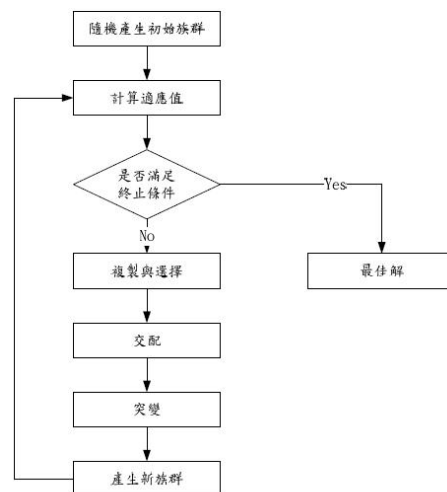 隨機產生初始族群
計算適應值
是否滿足
終止條件
Yes
No
複製與選擇
最佳解
交配
突變
產生新族群